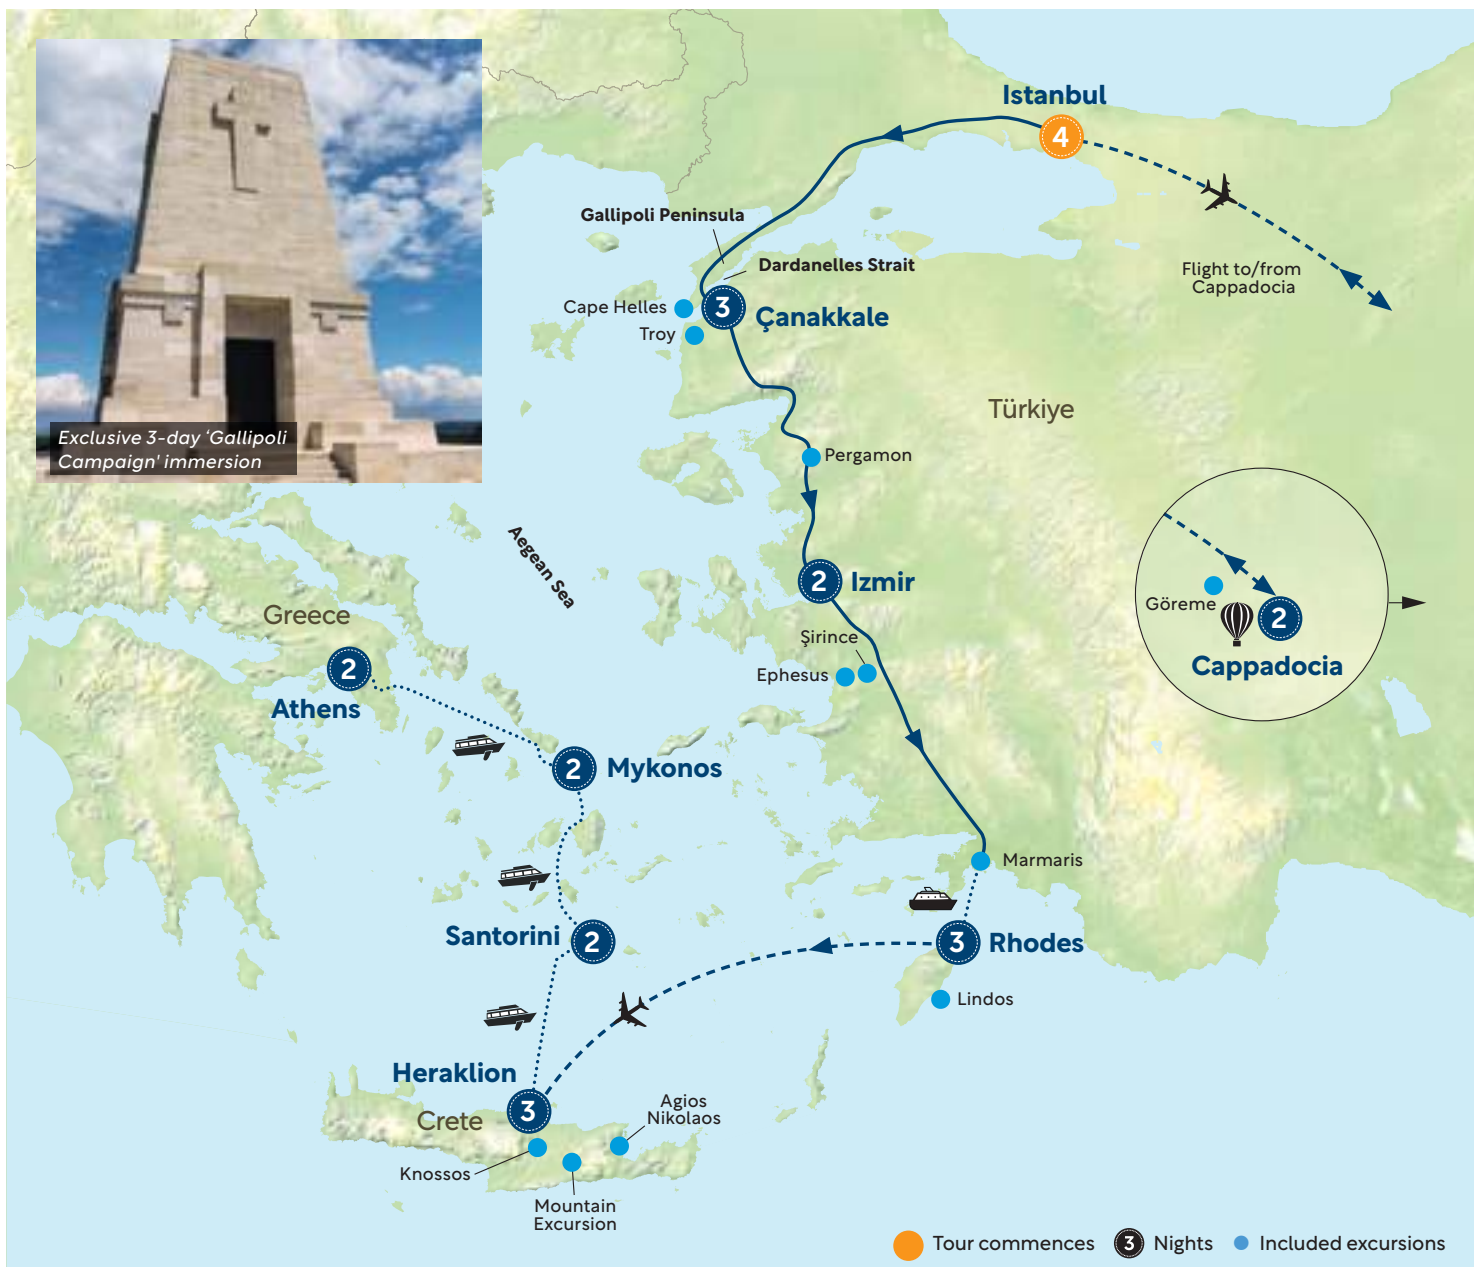 Istanbul
4
Gallipoli Peninsula
Dardanelles Strait
Flight to/from
Cappadocia
Cape Helles
3
Çanakkale
Troy
Türkiye
Exclusive 3-day ‘Gallipoli
Campaign' immersion
Pergamon
Aegean Sea
2
Izmir
Göreme
2
Cappadocia
Greece
Şirince
Ephesus
2
Athens
2
Mykonos
Marmaris
Santorini
2
3
Rhodes
Lindos
Heraklion
3
Crete
Agios
Nikolaos
Knossos
Mountain
Excursion
Tour commences
3
Nights
Included excursions